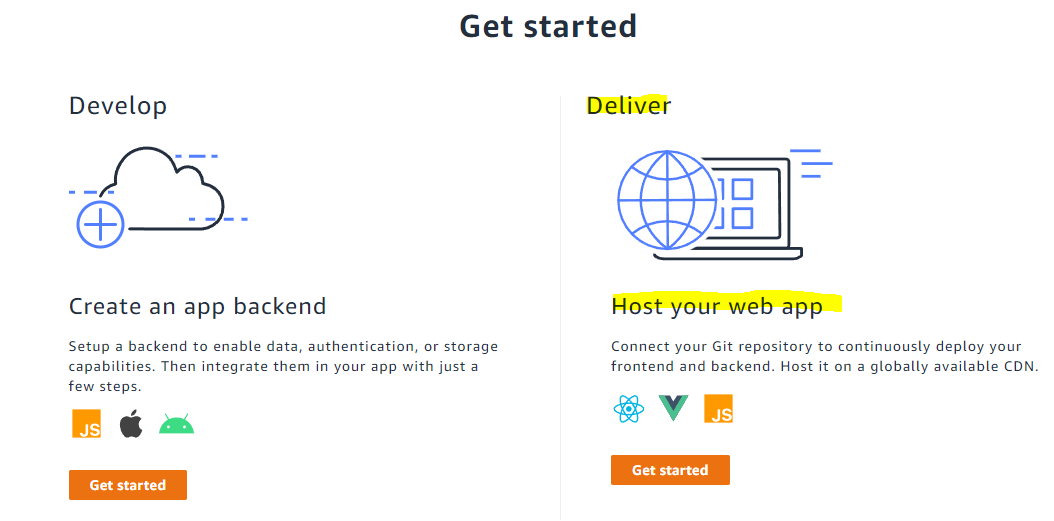 Get started
Develop
Create an app backend
Setup a backend to enable data, authentication, or storage
capabilities. Then integrate them in your app with just a
few steps.
JS
Get started
Deliver
Host your web app
Connect your Git repository to continuously deploy your
frontend and backend. Host it on a globally available CDN.
JS
Get started